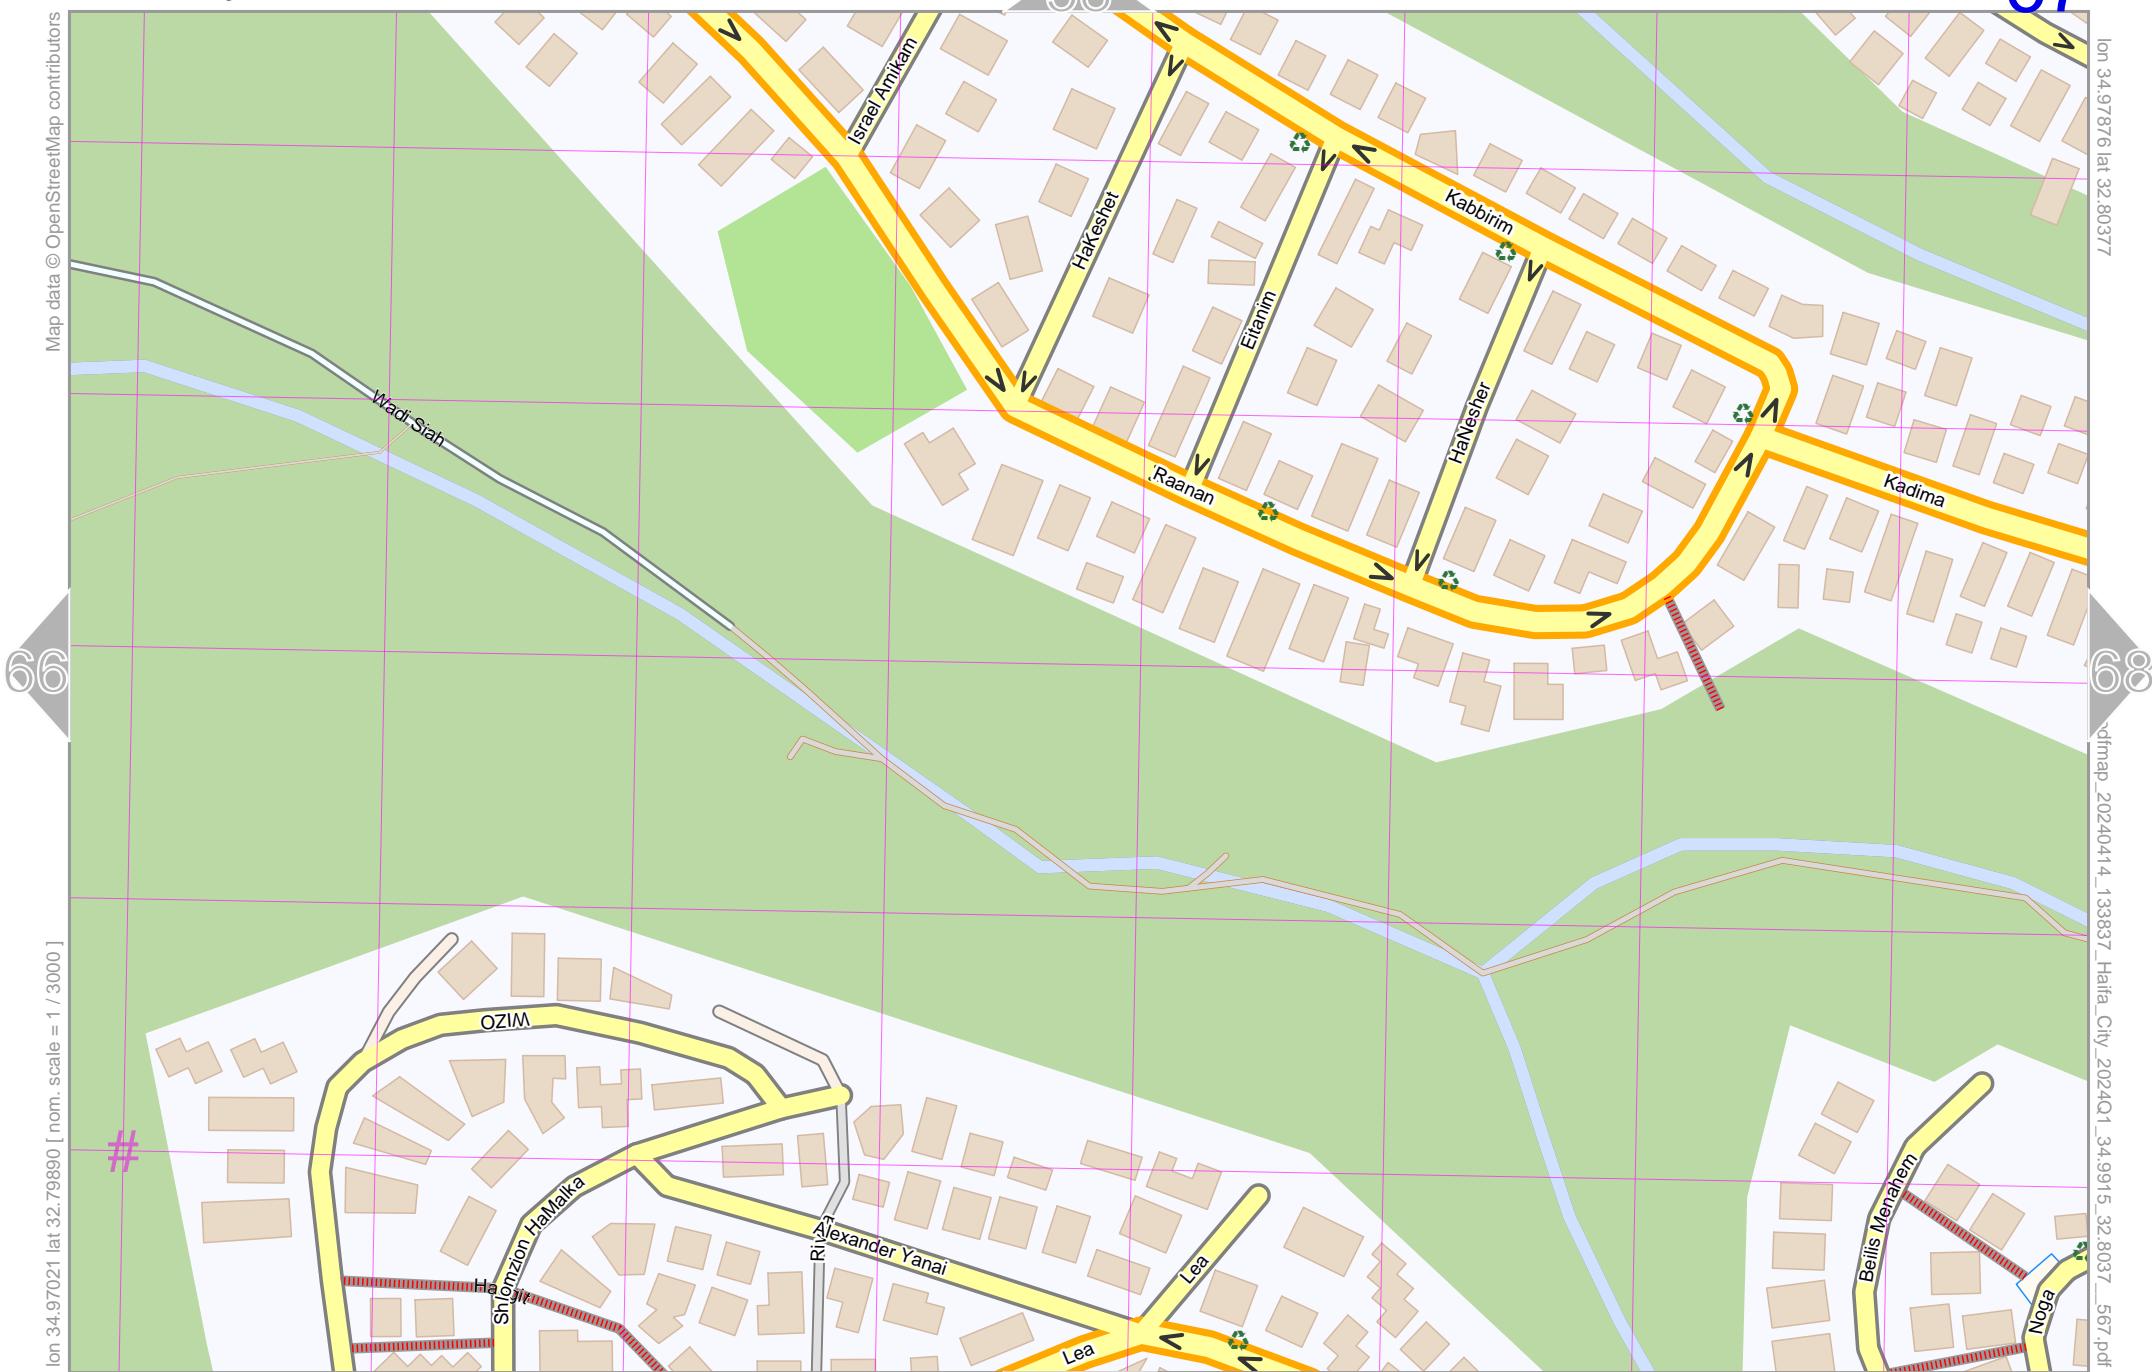 Map data © OpenStreetMap contributors
lon 34.97876 lat 32.80377
Israel Amikam
HaKeshet
Kabbirim
Eitanim
HaNesher
Wadi Siah
Raanan
Kadima
66
68
WIZO
Shlomzion HaMalka
Alexander Yanai
Lea
Lea
Beilis Menahem
Noga
#
lon 34.97021 lat 32.79890 [ nom. scale = 1 / 3000 ]
pdfmap_20240414_133837_Haifa_City_2024Q1_34.9915_32.8037__567.pdf